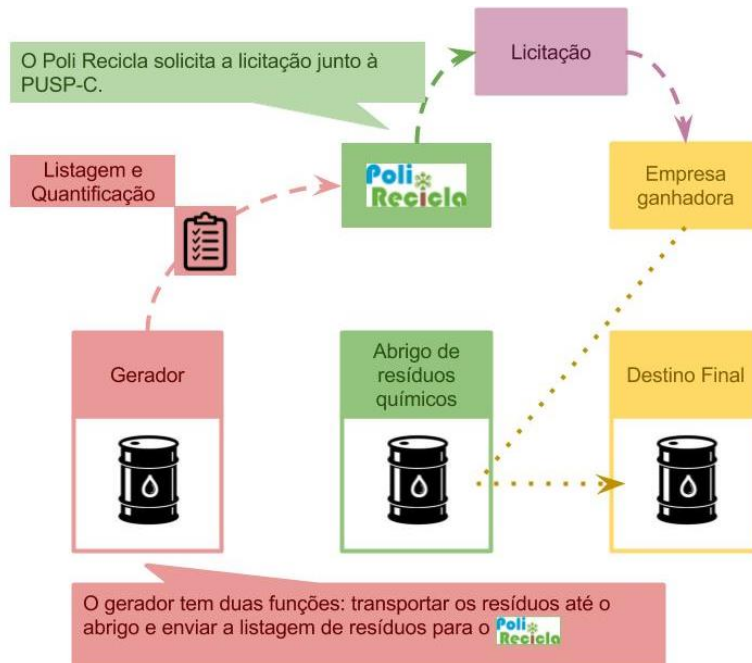 O Poli Recicla solicita a licitação junto à
PUSP-C.
Licitação
Listagem e
Quantificação
Poli
Recicla
Empresa
ganhadora
Gerador
Abrigo de
resíduos
químicos
Destino Final
O gerador tem duas funções: transportar os resíduos até o
abrigo e enviar a listagem de resíduos para o Poli
Recicla